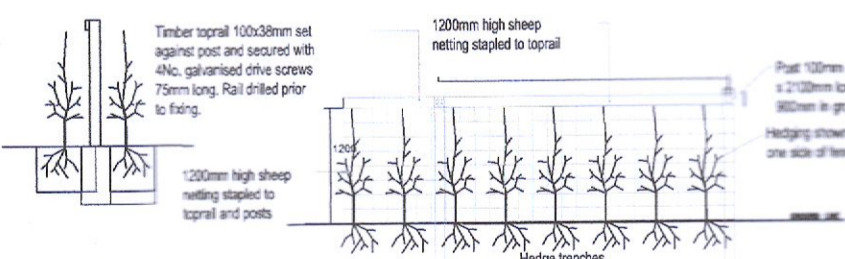 Timber toprail 100x38mm set
against post and secured with
4No. galvanised drive screws
75mm long. Rail drilled prior
to fixing.
1200mm high sheep
netting stapled to
toprail and posts
1200mm high sheep
netting stapled to toprail
1200
Post 100mm
x 2100mm lo
900mm in gr
Hedging shown
one side of fen
Hedge trenches